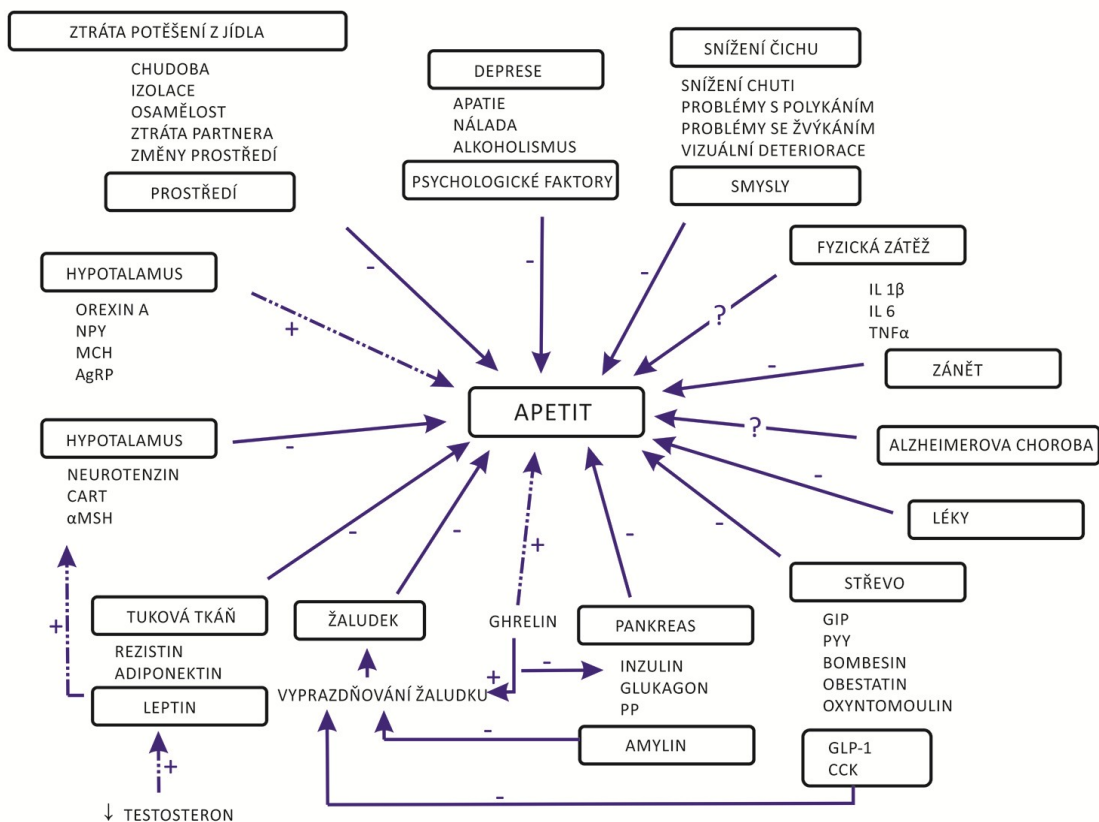 ZTRÁTA POTĚŠENÍ Z JÍDLA
CHUDOBA
IZOLACE
OSAMĚLOST
ZTRÁTA PARTNERA
ZMĚNY PROSTŘEDÍ
PROSTŘEDÍ
DEPRESE
APATIE
NÁLADA
ALKOHOLISMUS
PSYCHOLOGICKÉ FAKTORY
SNÍŽENÍ ČICHU
SNÍŽENÍ CHUTI
PROBLÉMY S POLYKÁNÍM
PROBLÉMY SE ŽVÝKÁNÍM
VIZUÁLNÍ DETERIORACE
SMYSLY
FYZICKÁ ZÁTĚŽ
IL 1β
IL 6
TNFα
ZÁNĚT
ALZHEIMEROVA CHOROBA
LÉKY
HYPOTALAMUS
OREXIN A
NPY
MCH
AgRP
-
-
-
?
+
-
APETIT
?
-
HYPOTALAMUS
NEUROTENZIN
CART
αMSH
-
-
-
+
-
-
+
TUKOVÁ TKÁŇ
REZISTIN
ADIPONEKTIN
LEPTIN
+
↓ TESTOSTERON
ŽALUDEK
VYPRAZDŇOVÁNÍ ŽALUDKU
GHRELIN
+
-
PANKREAS
INZULIN
GLUKAGON
PP
AMYLIN
-
STŘEVO
GIP
PYY
BOMBESIN
OBESTATIN
OXYNTOMOULIN
GLP-1
CCK
-